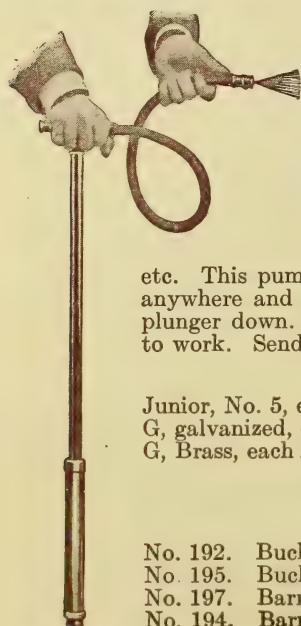 etc. This pum
anywhere and
plunger down.
to work. Send
Junior, No. 5, e
G, galvanized,
G, Brass, each
No. 192. Buck
No. 195. Buck
No. 197. Barr
No. 194. Barr